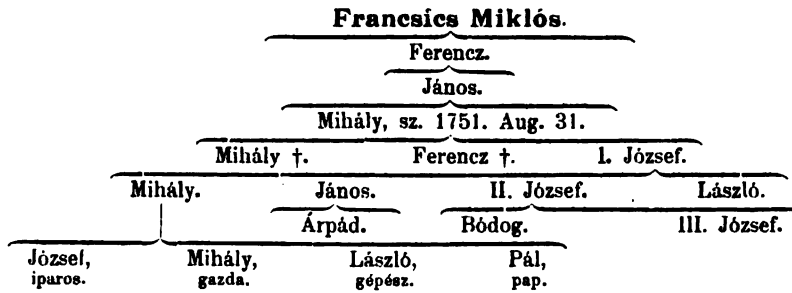 Francsics Miklós.
Ferencz.
János.
Mihály, sz. 1751. Aug. 31.
Mihály †. Ferencz †. I. József.
Mihály. János. II. József. László.
Árpád. Bódog. III. József.
József, Mihály, László, Pál,
iparos. gazda. gépész. pap.